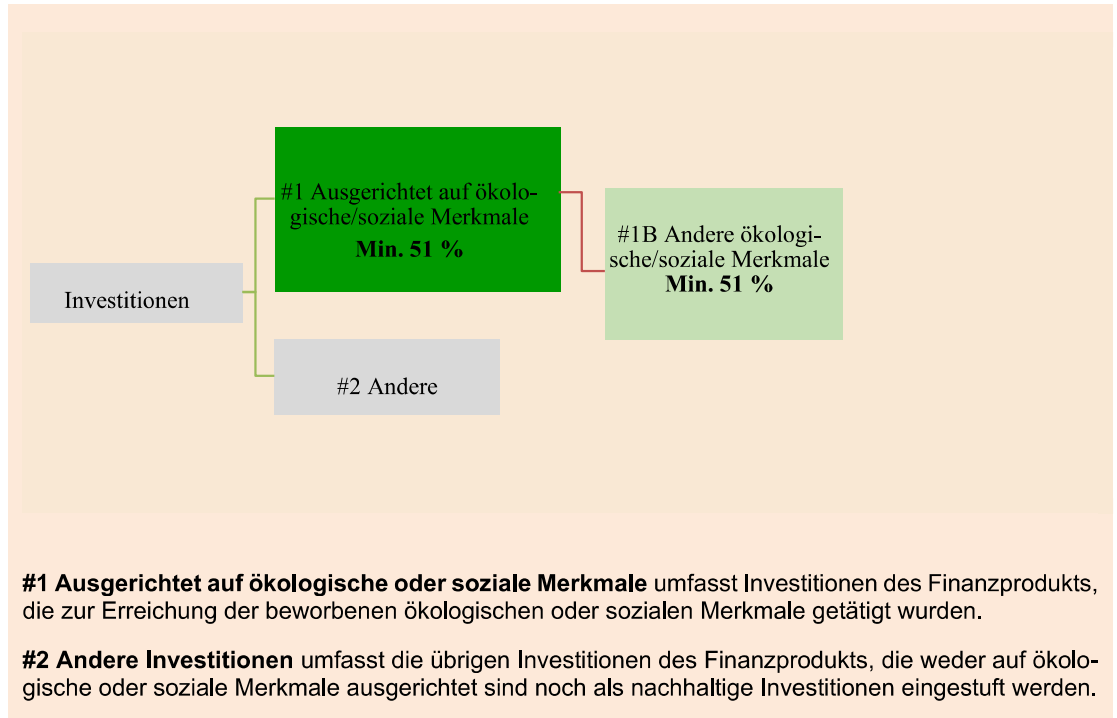 #1 Ausgerichtet auf ökolo-
gische/soziale Merkmale
Min. 51 %
#1B Andere ökologi-
sche/soziale Merkmale
Min. 51 %
Investitionen
#2 Andere
#1 Ausgerichtet auf ökologische oder soziale Merkmale umfasst Investitionen des Finanzprodukts,
die zur Erreichung der beworbenen ökologischen oder sozialen Merkmale getätigt wurden.
#2 Andere Investitionen umfasst die übrigen Investitionen des Finanzprodukts, die weder auf ökolo-
gische oder soziale Merkmale ausgerichtet sind noch als nachhaltige Investitionen eingestuft werden.